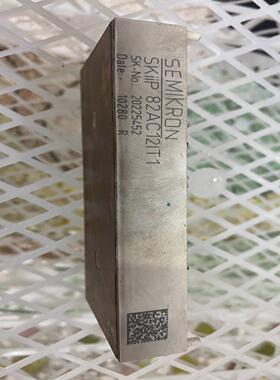 SEMIKRON
SKiiP 82AC12IT1
SK-No.: 20225452
Date: 10280 R